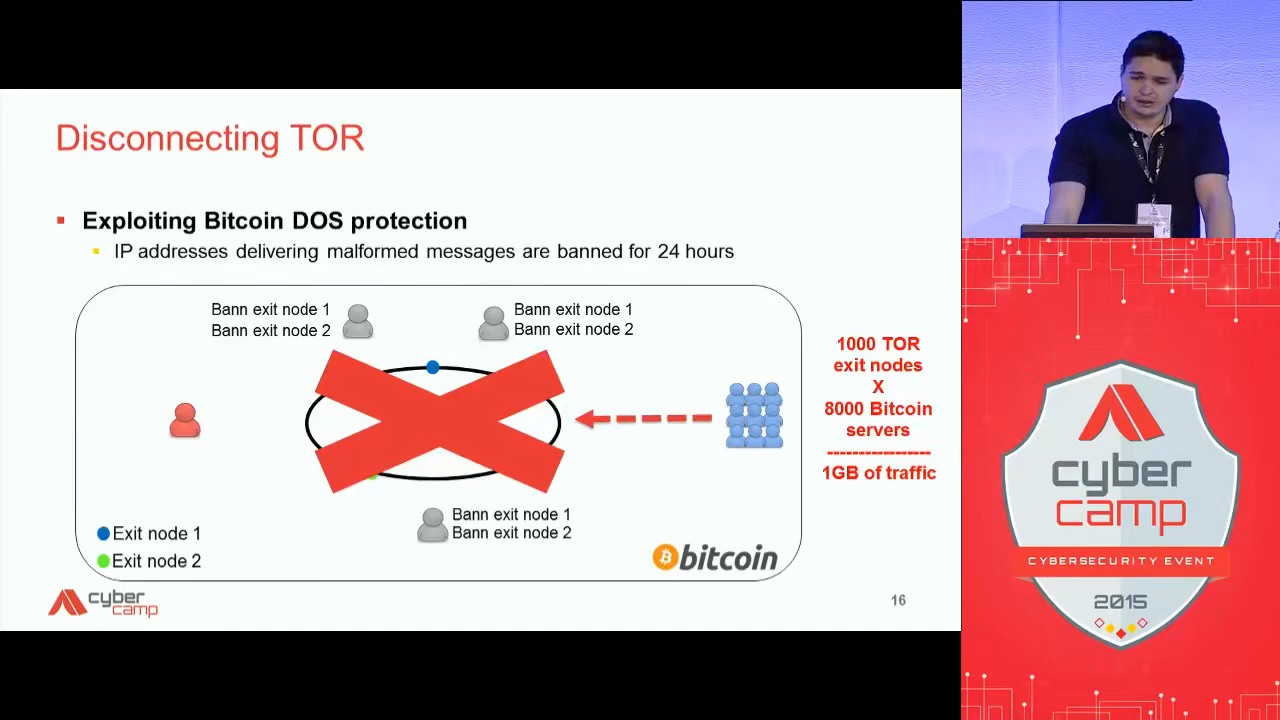 Disconnecting TOR
Exploiting Bitcoin DOS protection
IP addresses delivering malformed messages are banned for 24 hours
Bann exit node 1
Bann exit node 2
Bann exit node 1
Bann exit node 2
1000 TOR
exit nodes
X
8000 Bitcoin
servers
-----------------
1GB of traffic
Bann exit node 1
Bann exit node 2
Exit node 1
Exit node 2
bitcoin
cyber
camp
16
cyber
camp
CYBERSECURITY EVENT
2015